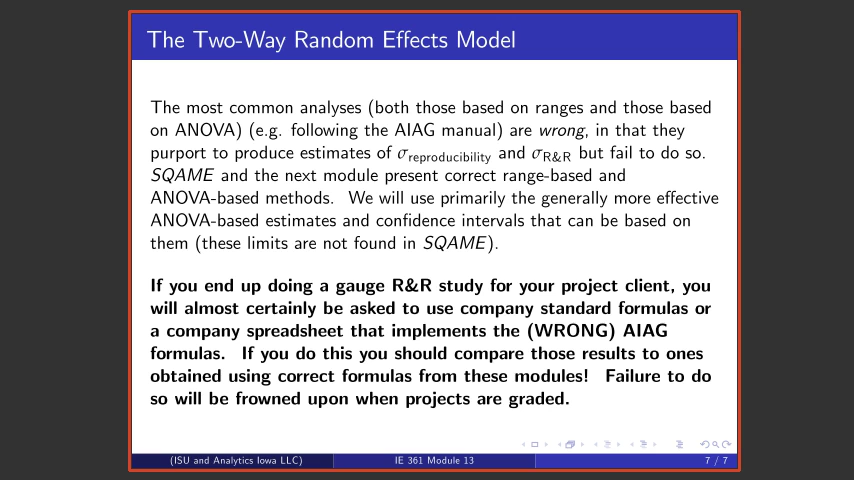 The Two-Way Random Effects Model
The most common analyses (both those based on ranges and those based
on ANOVA) (e.g. following the AIAG manual) are wrong, in that they
purport to produce estimates of σreproducibility and σR&R but fail to do so.
SQAME and the next module present correct range-based and
ANOVA-based methods. We will use primarily the generally more effective
ANOVA-based estimates and confidence intervals that can be based on
them (these limits are not found in SQAME).
If you end up doing a gauge R&R study for your project client, you
will almost certainly be asked to use company standard formulas or
a company spreadsheet that implements the (WRONG) AIAG
formulas. If you do this you should compare those results to ones
obtained using correct formulas from these modules! Failure to do
so will be frowned upon when projects are graded.
(ISU and Analytics Iowa LLC) IE 361 Module 13 7 / 7